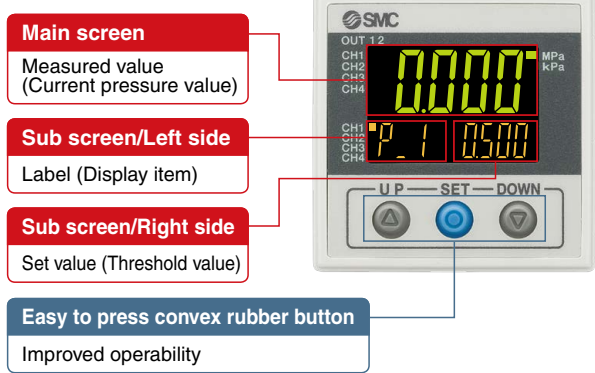 Main screen
Measured value
(Current pressure value)
Sub screen/Left side
Label (Display item)
Sub screen/Right side
Set value (Threshold value)
Easy to press convex rubber button
Improved operability
SMC
OUT 1 2
CH1
CH2
CH3
CH4
0.000
MPa
kPa
CH1
CH2
CH3
CH4
P_1
0.500
UP
SET
DOWN